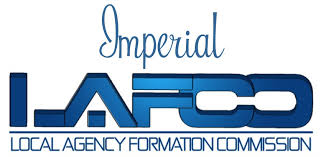 Imperial
LAFCO
LOCAL AGENCY FORMATION COMMISSION